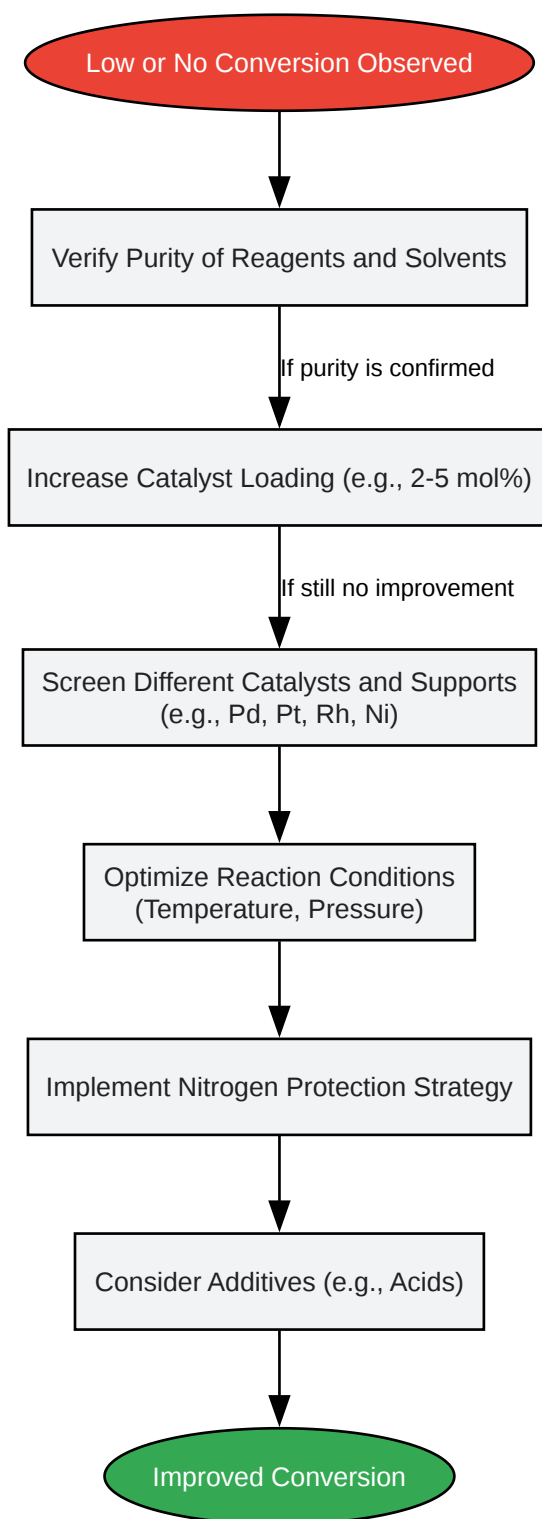 Low or No Conversion Observed
Verify Purity of Reagents and Solvents
If purity is confirmed
Increase Catalyst Loading (e.g., 2-5 mol%)
If still no improvement
Screen Different Catalysts and Supports
(e.g., Pd, Pt, Rh, Ni)
Optimize Reaction Conditions
(Temperature, Pressure)
Implement Nitrogen Protection Strategy
Consider Additives (e.g., Acids)
Improved Conversion